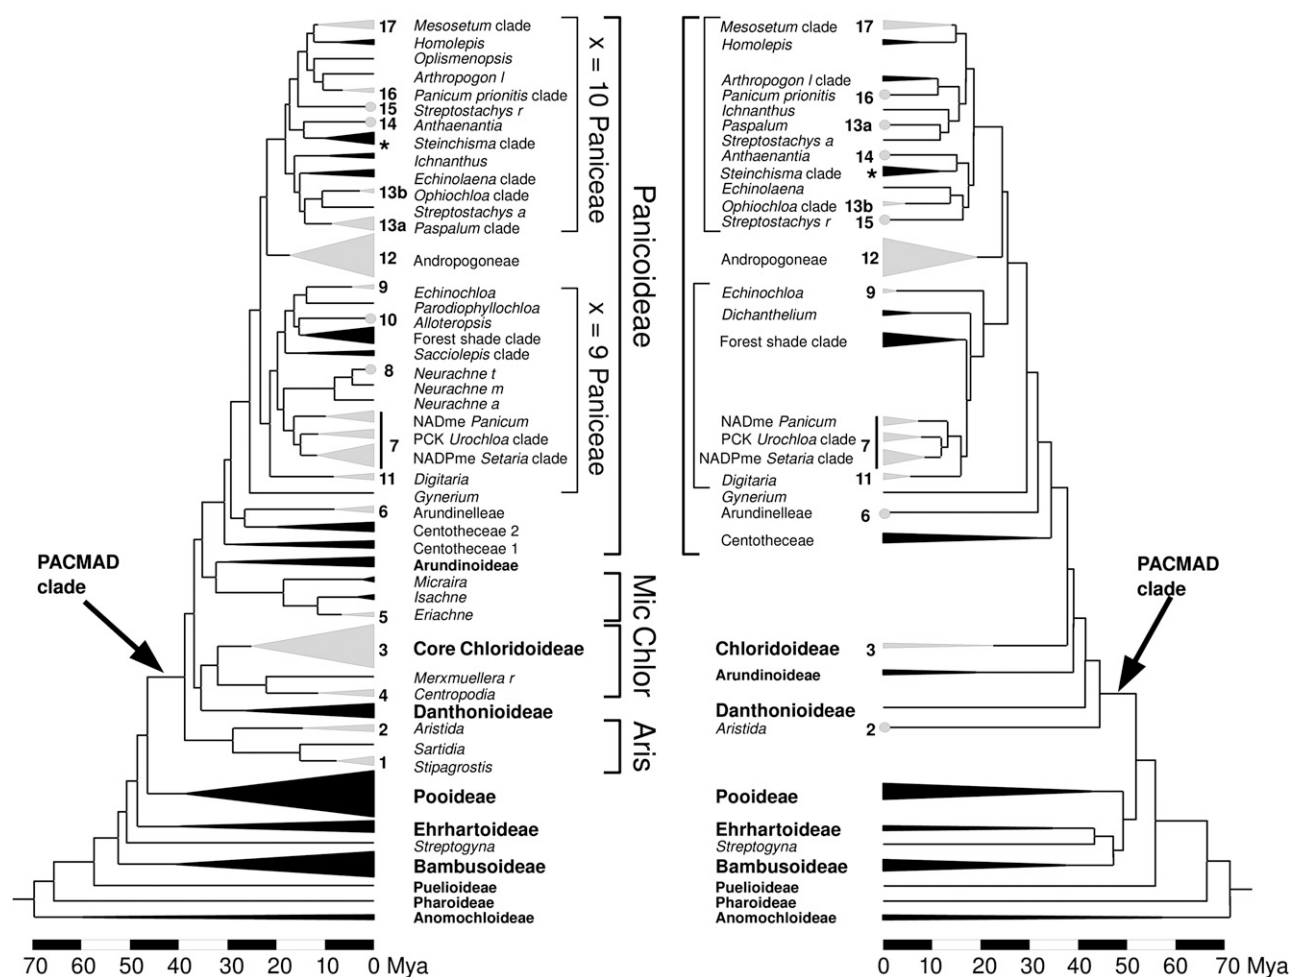 17 Mesosetum clade
Homolepis
Oplismenopsis
Arthropogon l
16 Panicum prionitis clade
15 Streptostachys r
14 Anthaenantia
* Steinchisma clade
Ichnanthus
Echinolaena clade
13b Ophiochloa clade
Streptostachys a
13a Paspalum clade
x = 10 Paniceae
12 Andropogoneae
9 Echinochloa
Parodiophyllochloa
10 Alloteropsis
Forest shade clade
Sacciolepis clade
8 Neurachne t
Neurachne m
Neurachne a
NADme Panicum
7 PCK Urochloa clade
NADPme Setaria clade
11 Digitaria
x = 9 Paniceae
Gynerium
6 Arundinelleae
Centotheceae 2
Centotheceae 1
Panicoideae
Arundinoideae
Micraira
Isachne
5 Eriachne
Mic
3 Core Chloridoideae
Merxmuellera r
4 Centropodia
Chlor
Danthonioideae
2 Aristida
Sartidia
1 Stipagrostis
Aris
Pooideae
Ehrhartoideae
Streptogyna
Bambusoideae
Puelioideae
Pharoideae
Anomochloideae
PACMAD
clade
70 60 50 40 30 20 10 0 Mya
Mesosetum clade 17
Homolepis
Arthropogon l clade
Panicum prionitis 16
Ichnanthus
Paspalum 13a
Streptostachys a
Anthaenantia 14
Steinchisma clade *
Echinolaena
Ophiochloa clade 13b
Streptostachys r 15
Andropogoneae 12
Echinochloa 9
Dichanthelium
Forest shade clade
NADme Panicum
PCK Urochloa clade 7
NADPme Setaria clade
Digitaria 11
Gynerium
Arundinelleae 6
Centotheceae
Chloridoideae 3
Arundinoideae
Danthonioideae
Aristida 2
Pooideae
Ehrhartoideae
Streptogyna
Bambusoideae
Puelioideae
Pharoideae
Anomochloideae
PACMAD
clade
0 10 20 30 40 50 60 70 Mya